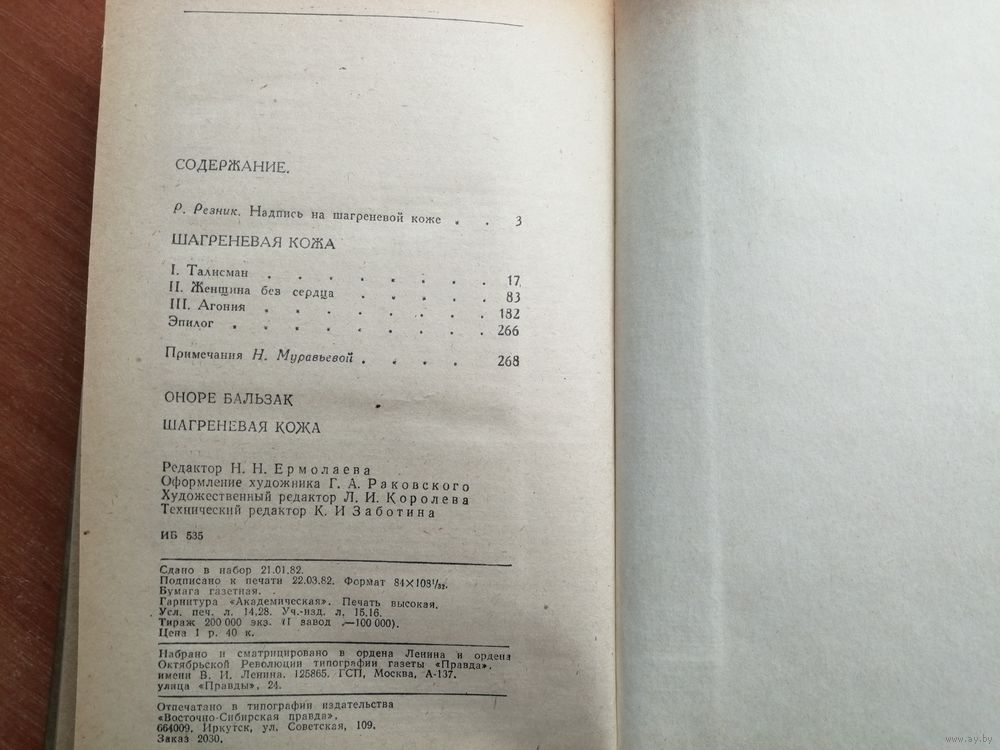 СОДЕРЖАНИЕ.
Р. Резник. Надпись на шагреневой коже . . 3
ШАГРЕНЕВАЯ КОЖА
I. Талисман . . . . . . . . 17
II. Женщина без сердца . . . . . 83
III. Агония . . . . . . . . 182
Эпилог . . . . . . . . . 266
Примечания Н. Муравьевой . . . . 268
ОНОРЕ БАЛЬЗАК
ШАГРЕНЕВАЯ КОЖА
Редактор Н. Н. Ермолаева
Оформление художника Г. А. Раковского
Художественный редактор Л. И. Королева
Технический редактор К. И Заботина
ИБ 535
Сдано в набор 21.01.82.
Подписано к печати 22.03.82. Формат 84×108¹/₃₂.
Бумага газетная.
Гарнитура «Академическая». Печать высокая.
Усл. печ. л. 14,28. Уч.-изд. л. 15,16.
Тираж 200 000 экз. завод —100 000).
Цена 1 р. 40 к.
Набрано и сматрицировано в ордена Ленина и ордена
Октябрьской Революции типографии газеты «Правда».
имени В. И. Ленина. 125865. ГСП, Москва, А-137.
улица «Правды», 24.
Отпечатано в типографии издательства
«Восточно-Сибирская правда».
664009. Иркутск, ул. Советская, 109.
Заказ 2030.
www.ay.by